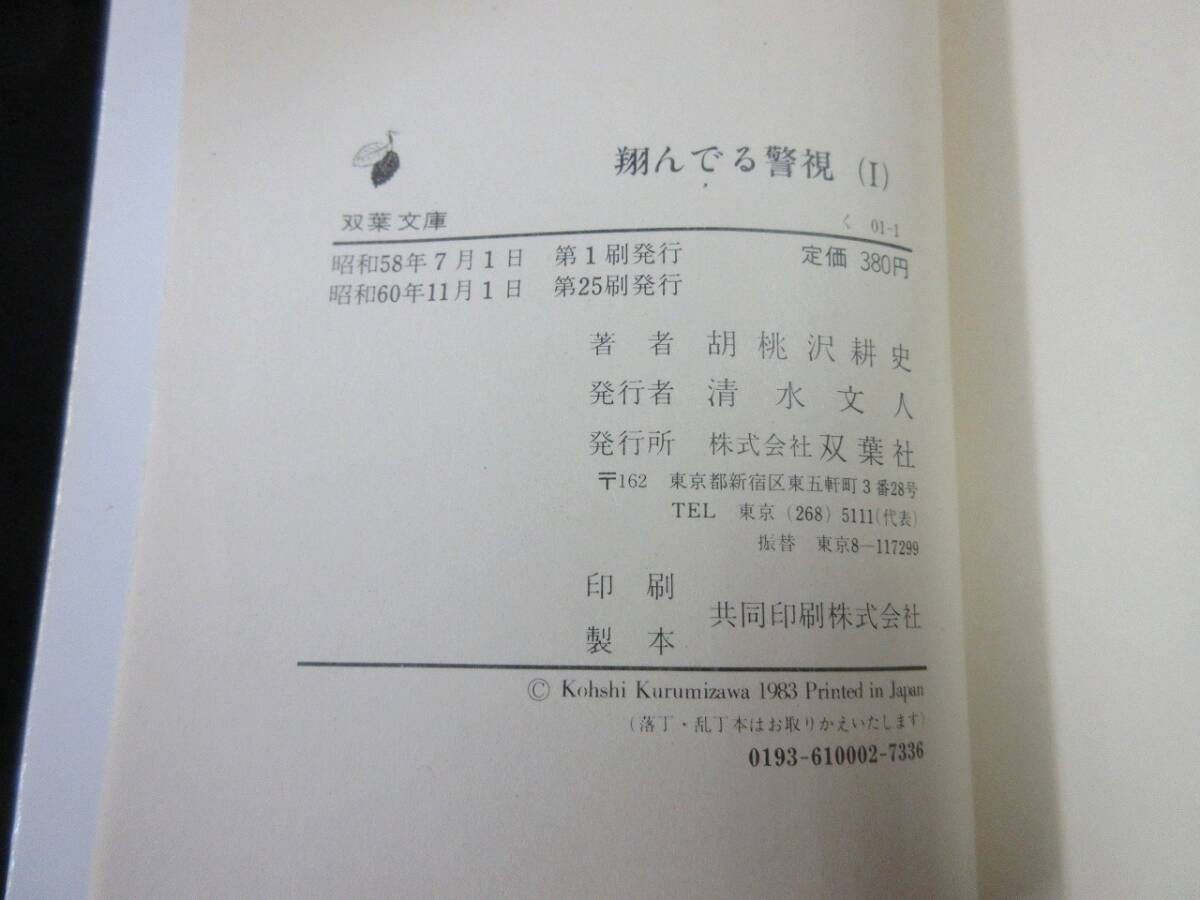 翔んでる警視 (I)
双葉文庫
く 01-1
昭和58年7月1日 第1刷発行
定価 380円
昭和60年11月1日 第25刷発行
著者 胡桃沢耕史
発行者 清水文人
発行所 株式会社双葉社
〒162 東京都新宿区東五軒町3番28号
TEL 東京 (268) 5111(代表)
振替 東京8―117299
印刷
共同印刷株式会社
製本
© Kohshi Kurumizawa 1983 Printed in Japan
(落丁・乱丁本はお取りかえいたします)
0193-610002-7336